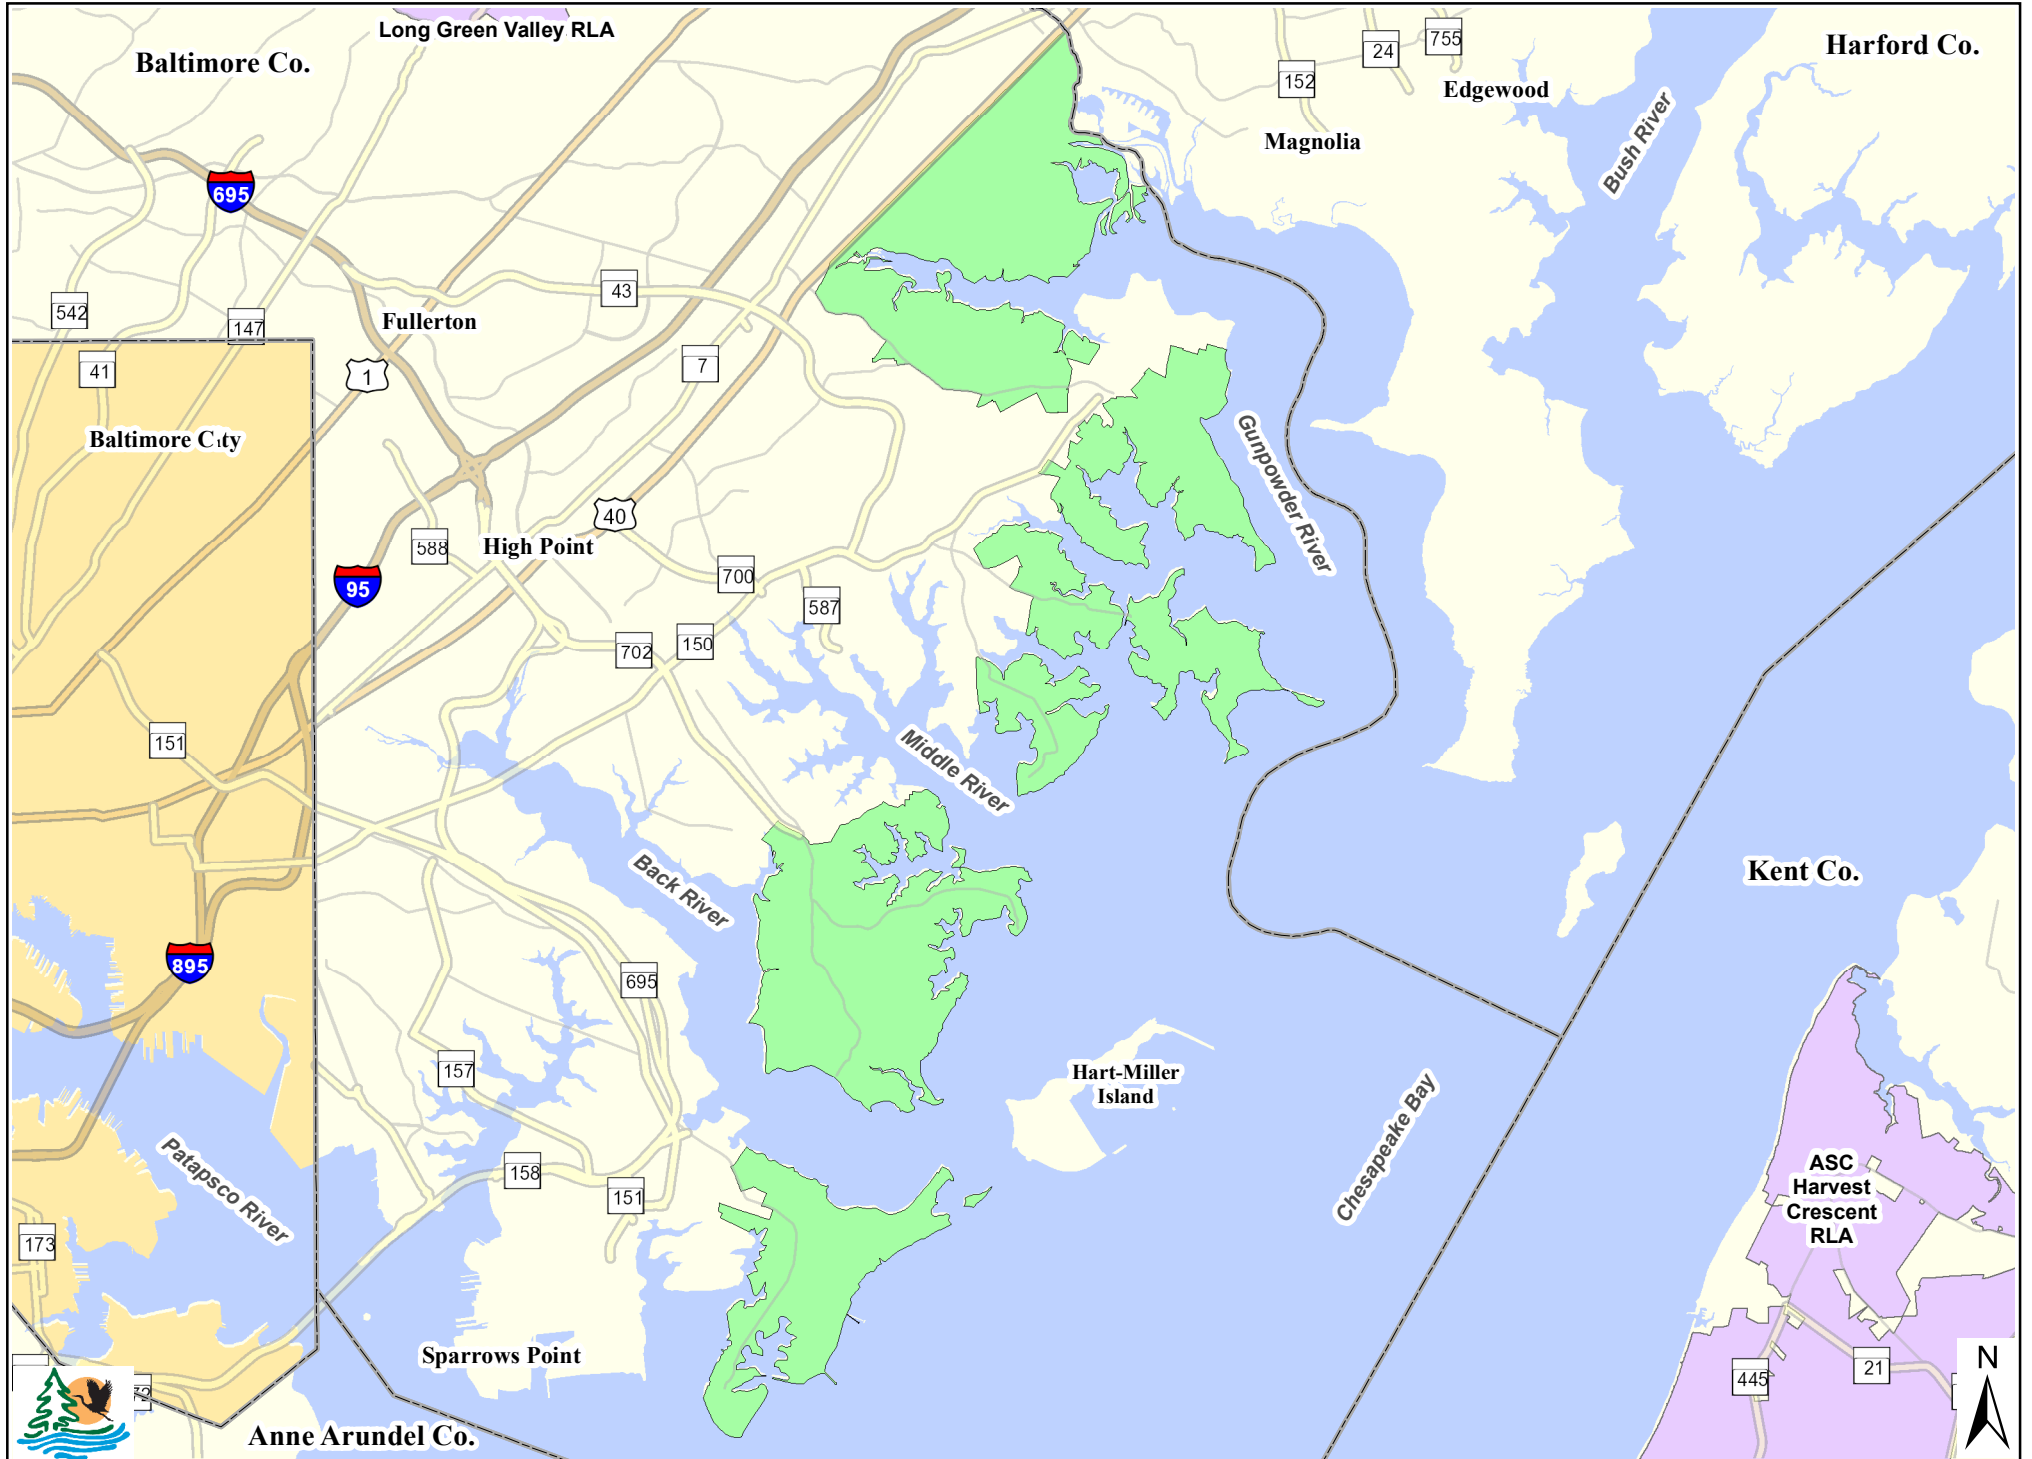 Long Green Valley RLA
Baltimore Co.
Harford Co.
755
24
152
Edgewood
Magnolia
Bush River
695
43
542
147
Fullerton
7
41
1
Baltimore City
Gunpowder River
40
588
High Point
95
700
587
702
150
151
Middle River
Back River
Kent Co.
895
695
157
Hart-Miller
Island
Chesapeake Bay
Patapsco River
158
151
ASC
Harvest
Crescent
RLA
173
Sparrows Point
445
21
N
Anne Arundel Co.